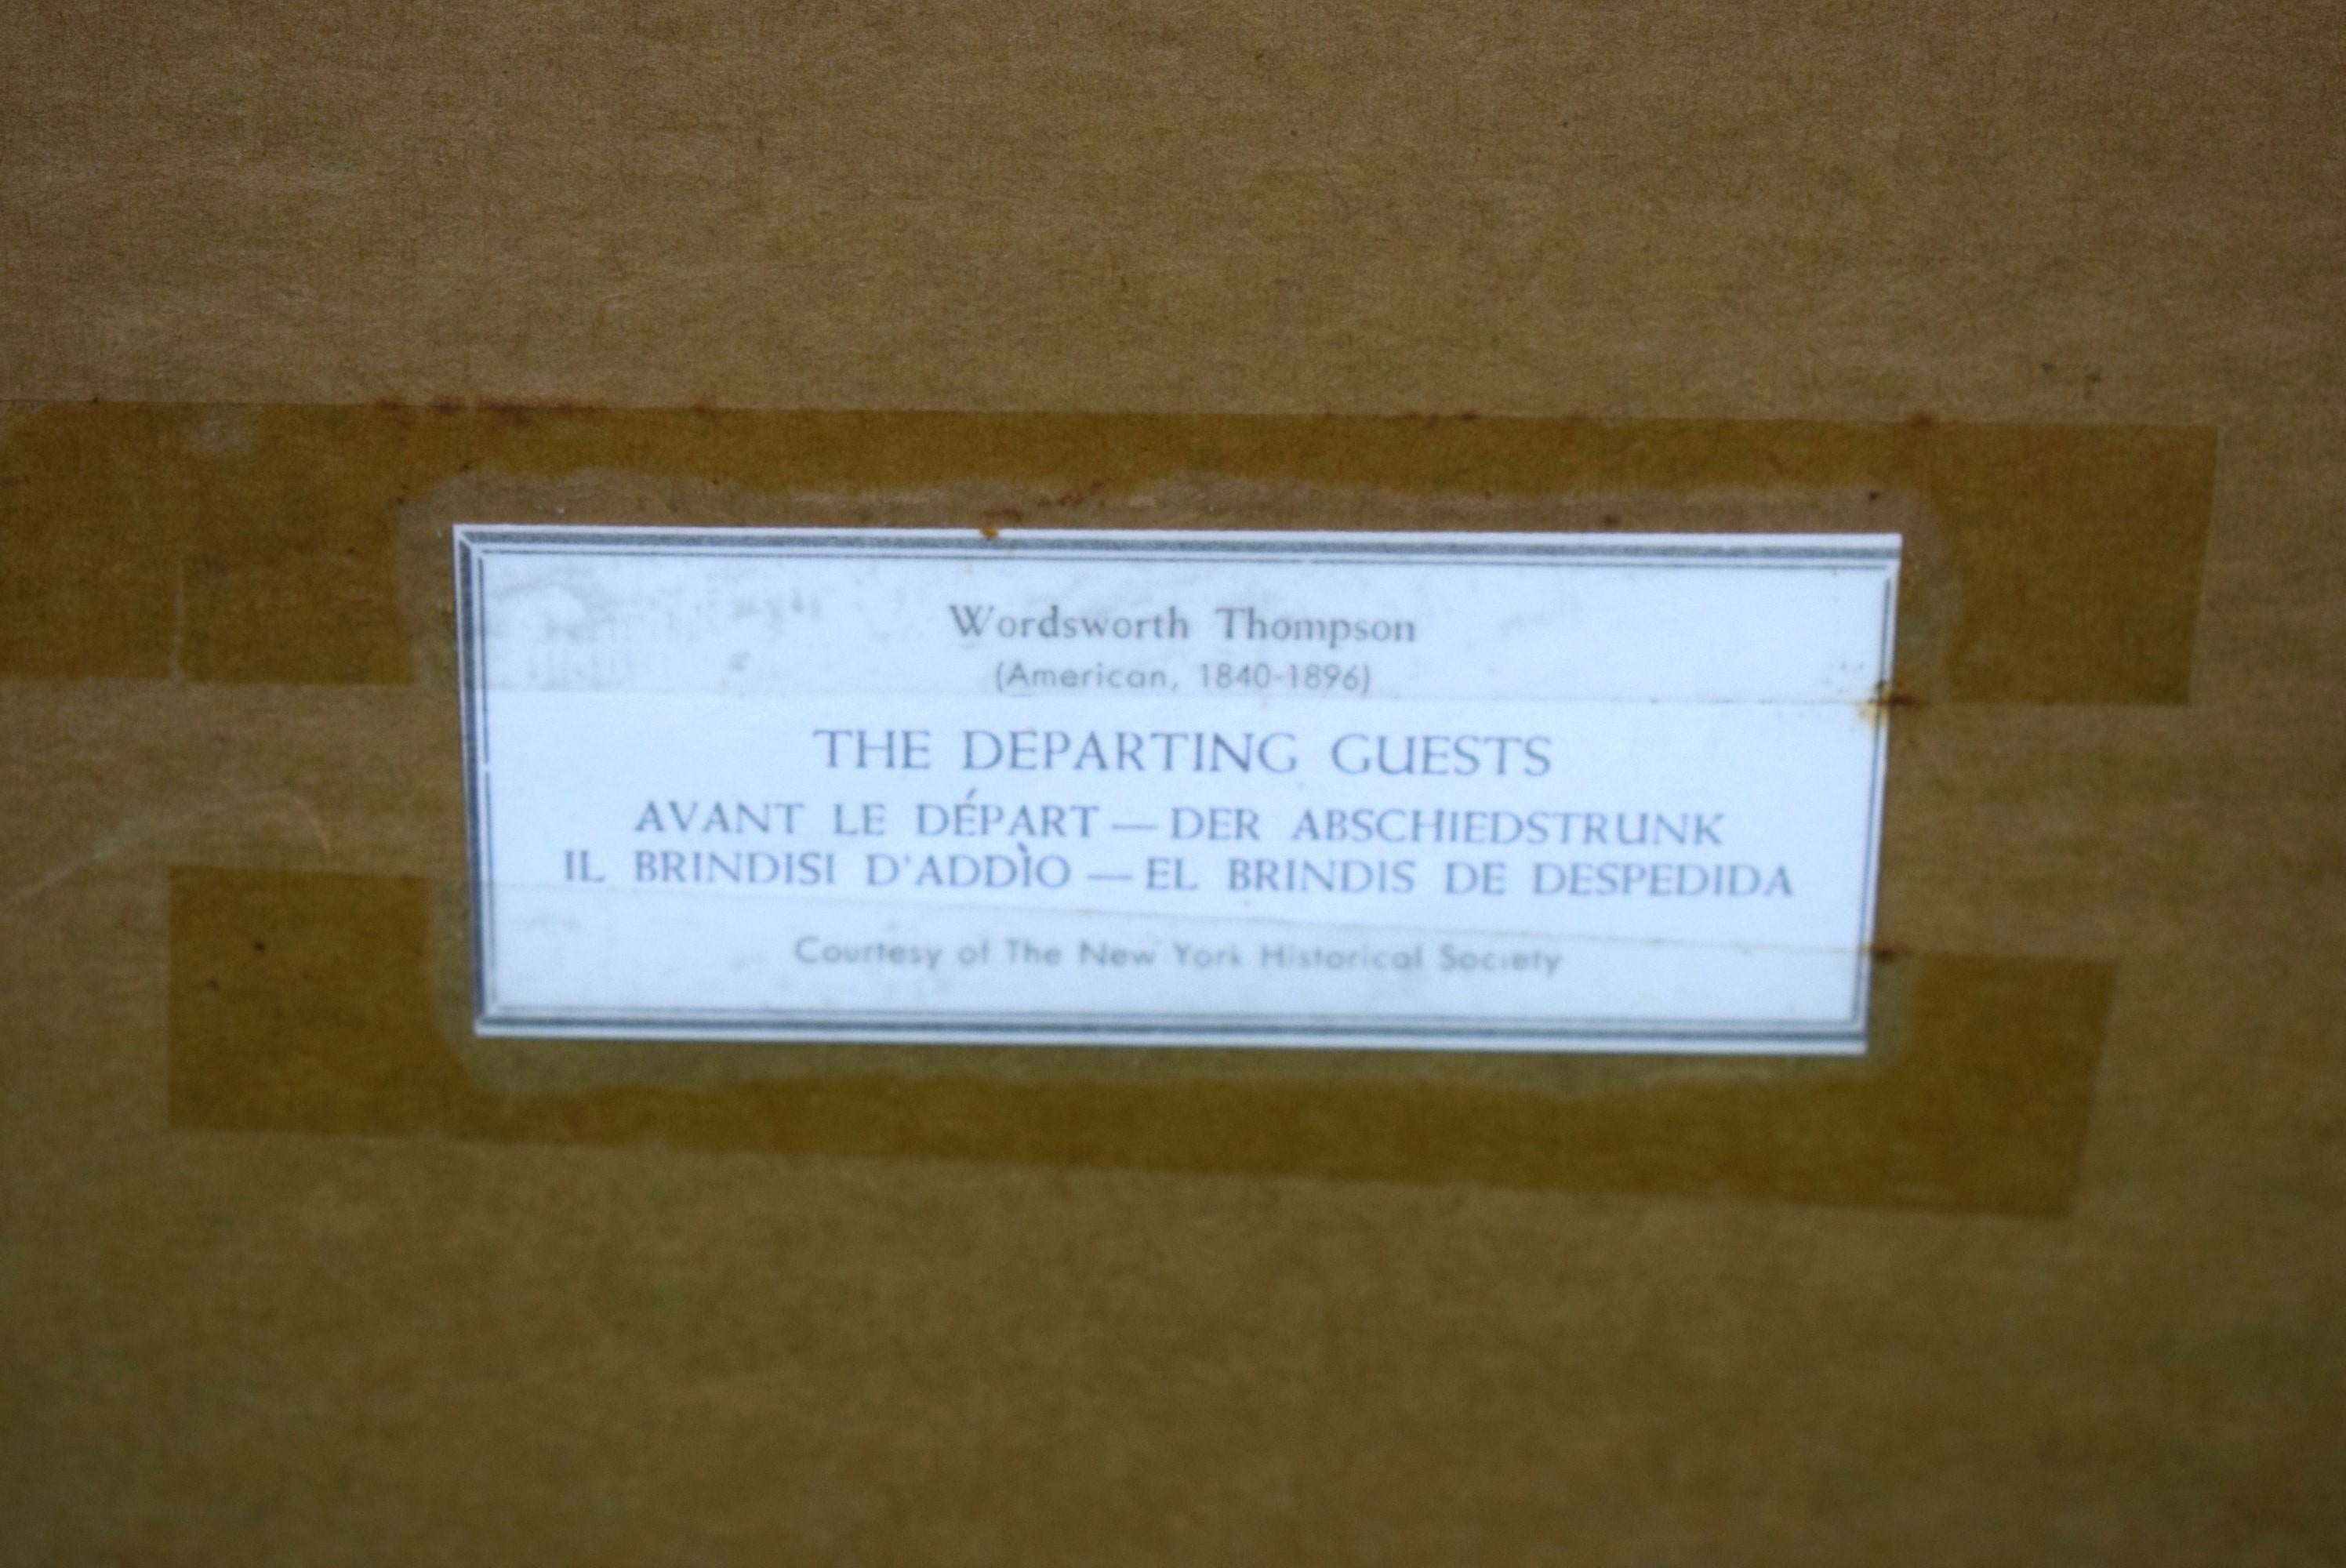 Wordsworth Thompson
(American, 1840-1896)
THE DEPARTING GUESTS
AVANT LE DÉPART — DER ABSCHIEDSTRUNK
IL BRINDISI D'ADDÌO — EL BRINDIS DE DESPEDIDA
Courtesy of The New York Historical Society